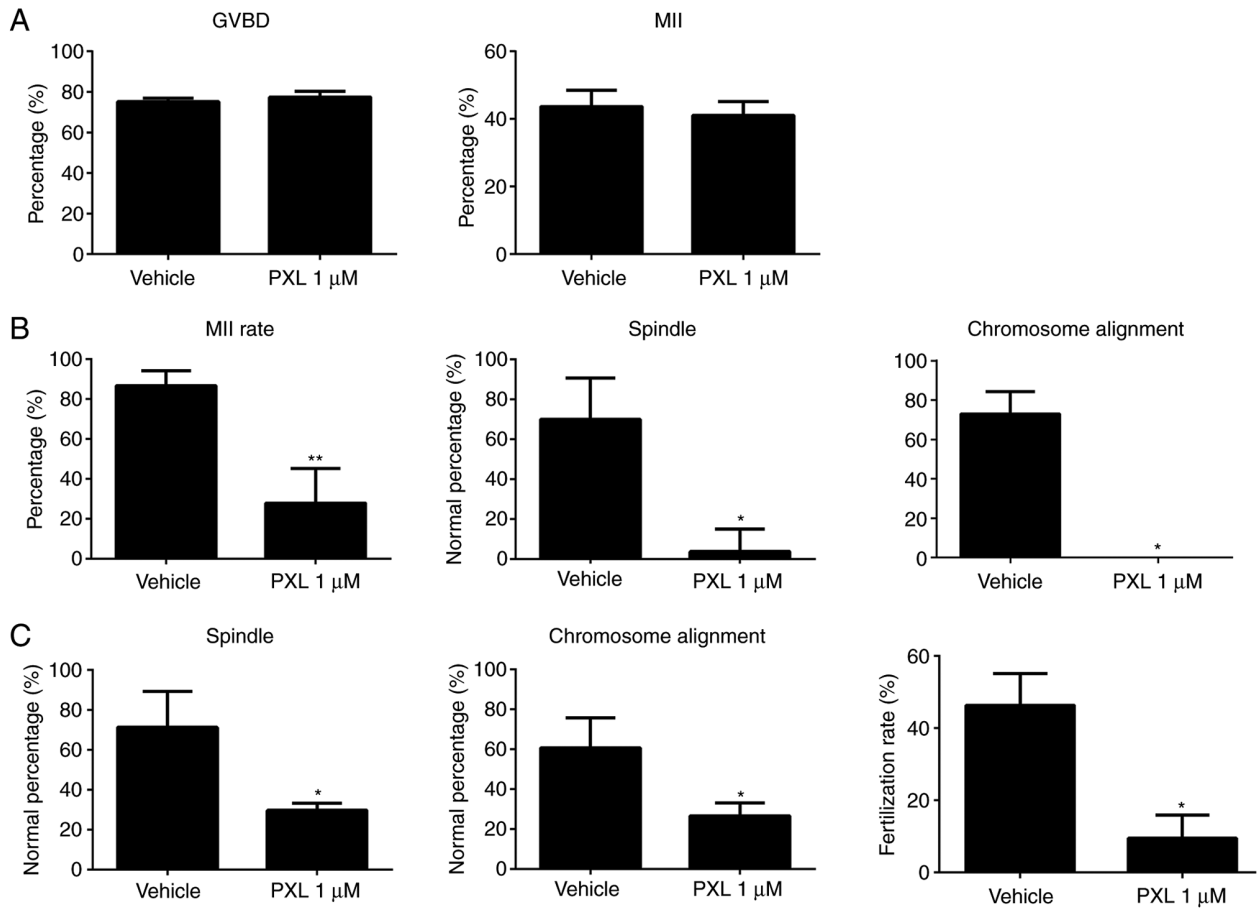 A
GVBD
MII
Percentage (%)
100
80
60
40
20
0
Vehicle
PXL 1 μM
Percentage (%)
60
40
20
0
Vehicle
PXL 1 μM
B
MII rate
Spindle
Chromosome alignment
Percentage (%)
100
80
60
40
20
0
**
Vehicle
PXL 1 μM
Normal percentage (%)
100
80
60
40
20
0
*
Vehicle
PXL 1 μM
100
80
60
40
20
0
*
Vehicle
PXL 1 μM
C
Spindle
Chromosome alignment
Normal percentage (%)
100
80
60
40
20
0
*
Vehicle
PXL 1 μM
Normal percentage (%)
100
80
60
40
20
0
*
Vehicle
PXL 1 μM
Fertilization rate (%)
60
40
20
0
*
Vehicle
PXL 1 μM